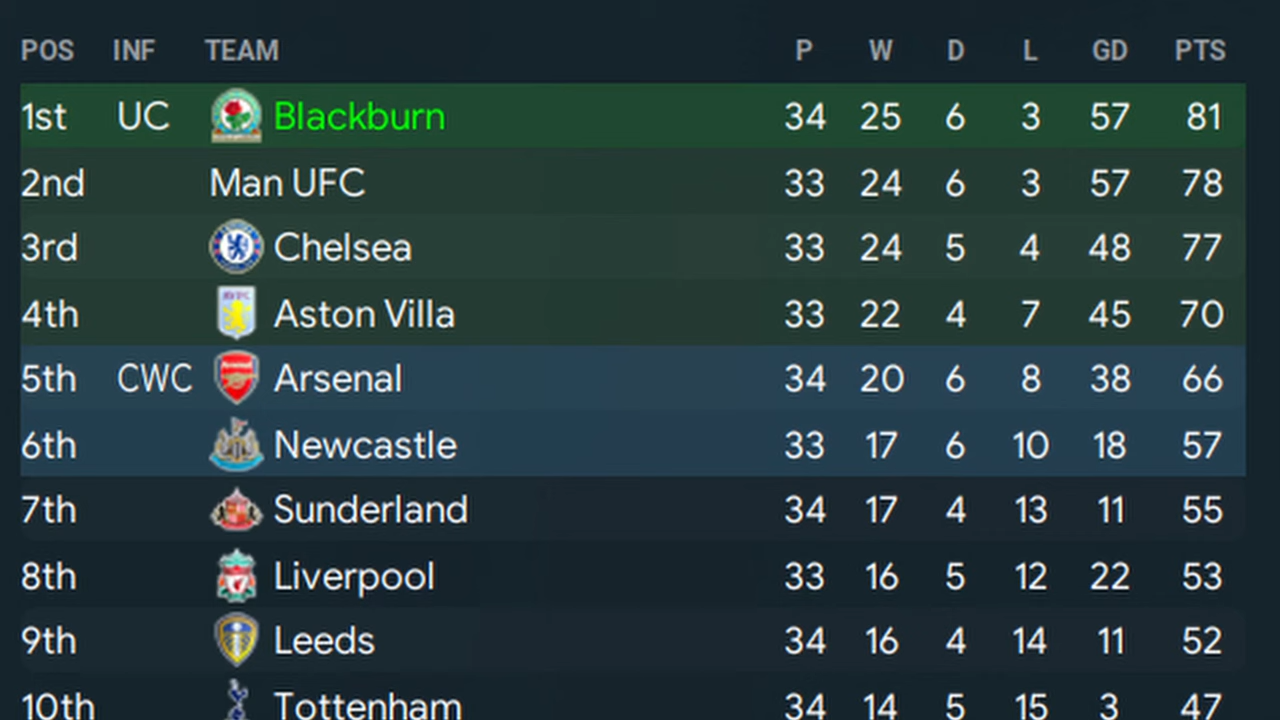 POS INF TEAM P W D L GD PTS
1st UC Blackburn 34 25 6 3 57 81
2nd Man UFC 33 24 6 3 57 78
3rd Chelsea 33 24 5 4 48 77
4th Aston Villa 33 22 4 7 45 70
5th CWC Arsenal 34 20 6 8 38 66
6th Newcastle 33 17 6 10 18 57
7th Sunderland 34 17 4 13 11 55
8th Liverpool 33 16 5 12 22 53
9th Leeds 34 16 4 14 11 52
10th Tottenham 34 14 5 15 3 47